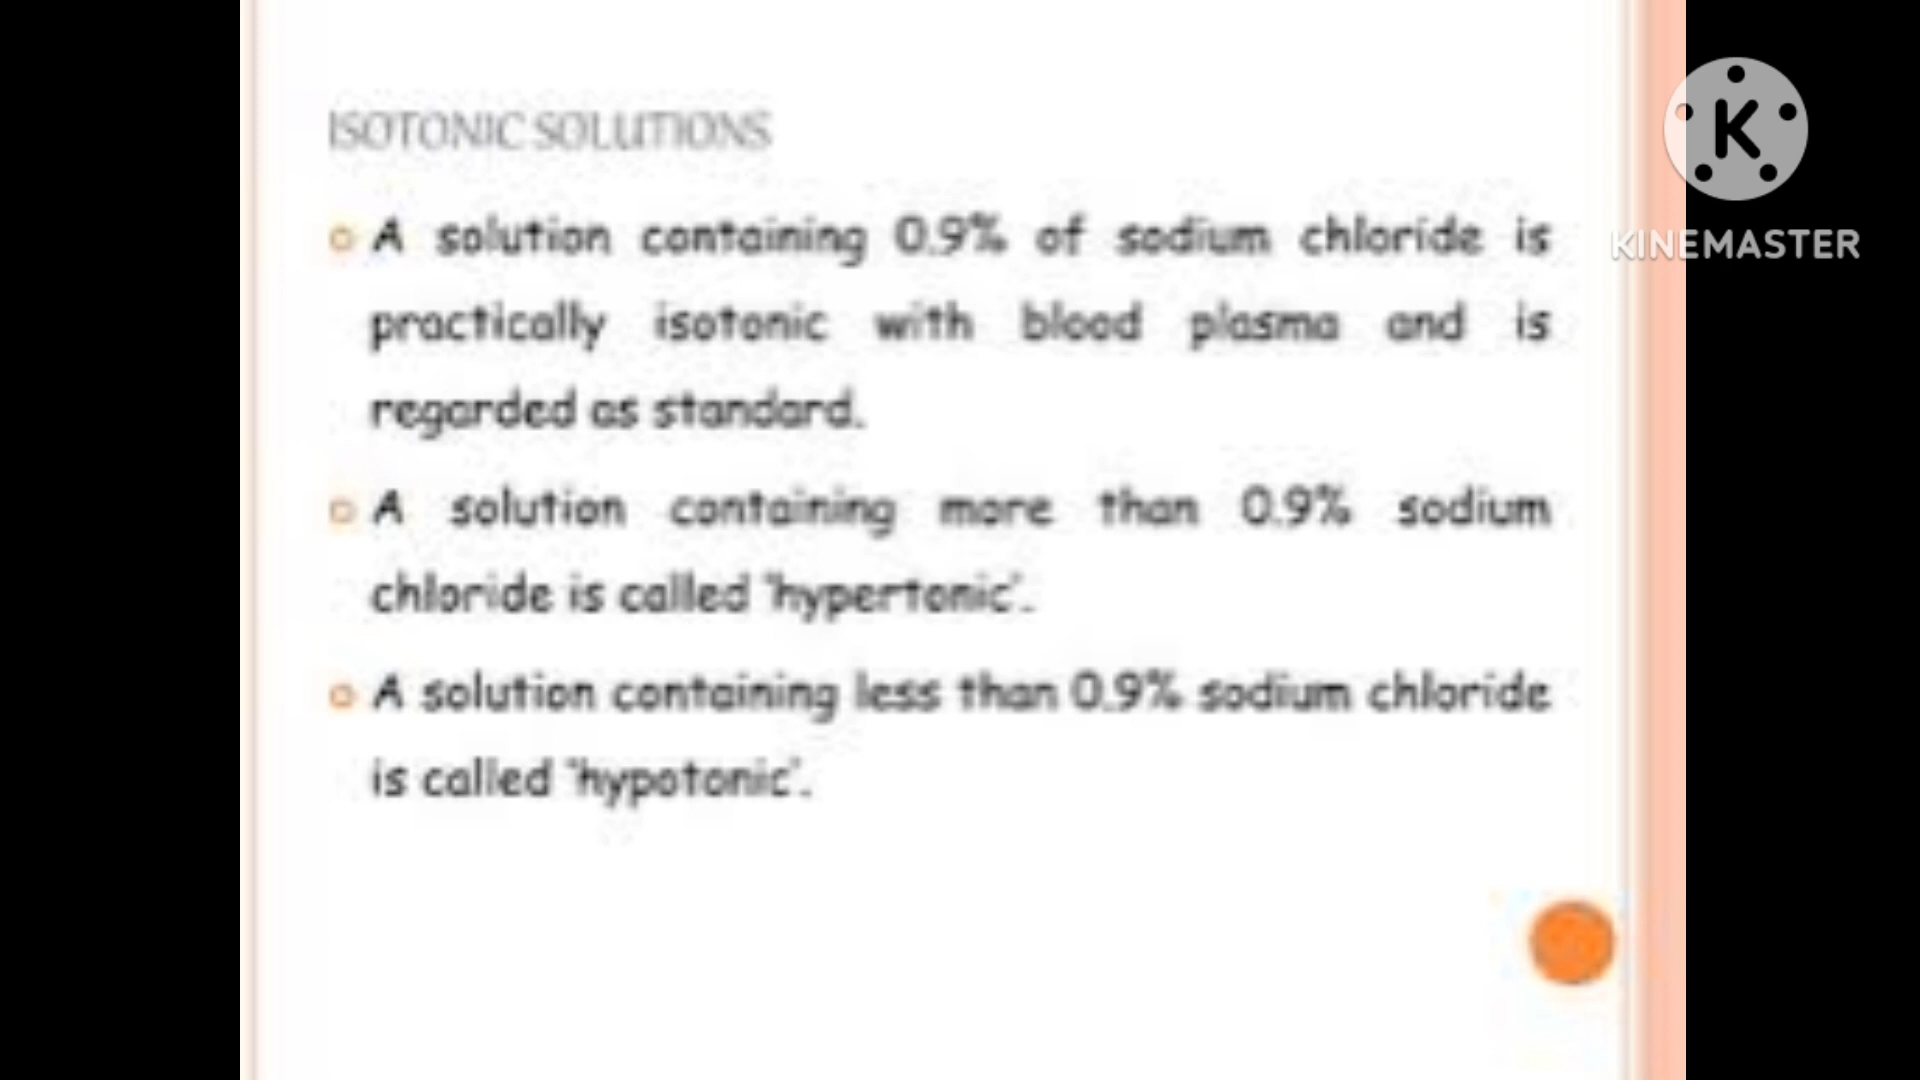 ISOTONIC SOLUTIONS
A solution containing 0.9% of sodium chloride is
practically isotonic with blood plasma and is
regarded as standard.
A solution containing more than 0.9% sodium
chloride is called 'hypertonic'.
A solution containing less than 0.9% sodium chloride
is called 'hypotonic'.
K
KINEMASTER